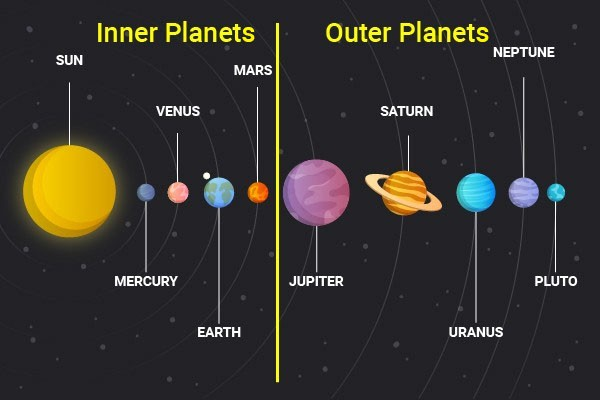 Inner Planets
Outer Planets
SUN
MERCURY
VENUS
EARTH
MARS
JUPITER
SATURN
URANUS
NEPTUNE
PLUTO